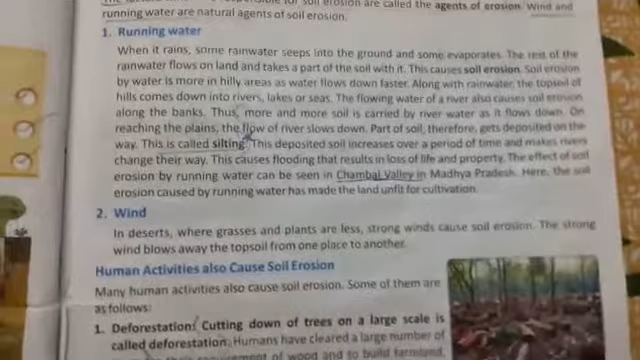 for soil erosion are called the agents of erosion. Wind and
running water are natural agents of soil erosion.
1. Running water
When it rains, some rainwater seeps into the ground and some evaporates. The rest of the
rainwater flows on land and takes a part of the soil with it. This causes soil erosion. Soil erosion
by water is more in hilly areas as water flows down faster. Along with rainwater, the topsoil of
hills comes down into rivers, lakes or seas. The flowing water of a river also causes soil erosion
along the banks. Thus, more and more soil is carried by river water as it flows down. On
reaching the plains, the flow of river slows down. Part of soil, therefore, gets deposited on the
way. This is called silting. This deposited soil increases over a period of time and makes rivers
change their way. This causes flooding that results in loss of life and property. The effect of soil
erosion by running water can be seen in Chambal Valley in Madhya Pradesh. Here, the soil
erosion caused by running water has made the land unfit for cultivation.
2. Wind
In deserts, where grasses and plants are less, strong winds cause soil erosion. The strong
wind blows away the topsoil from one place to another.
Human Activities also Cause Soil Erosion
Many human activities also cause soil erosion. Some of them are
as follows:
1. Deforestation: Cutting down of trees on a large scale is
called deforestation. Humans have cleared a large number of
of wood and to build farmland,